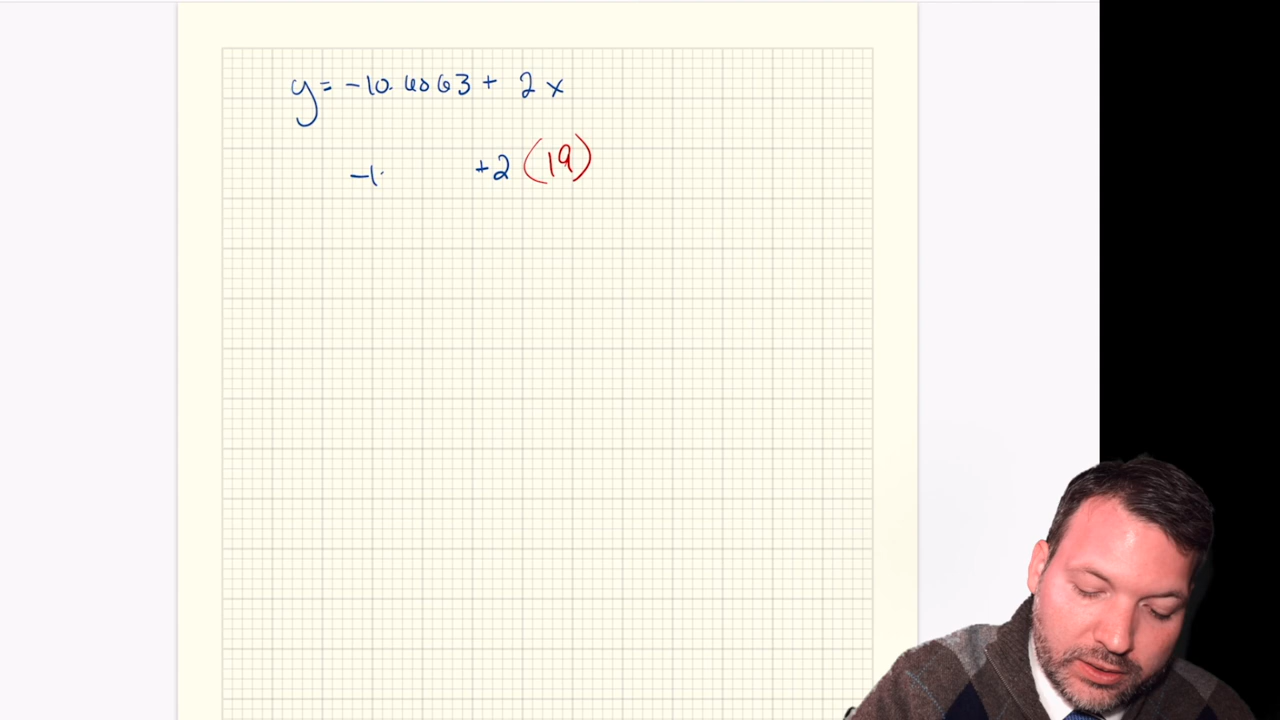 y = -10.4063 + 2x
-1. +2 (19)